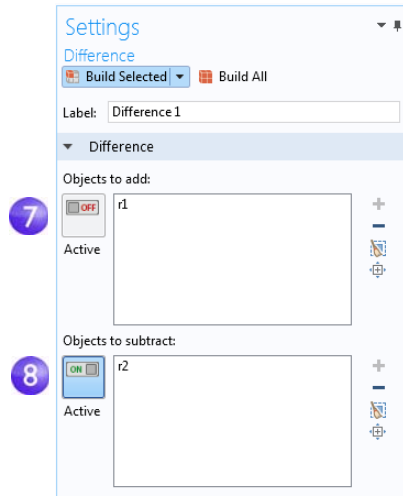 Settings
Difference
Build Selected Build All
Label: Difference 1
Difference
Objects to add:
7
OFF
r1
Active
Objects to subtract:
8
ON
r2
Active